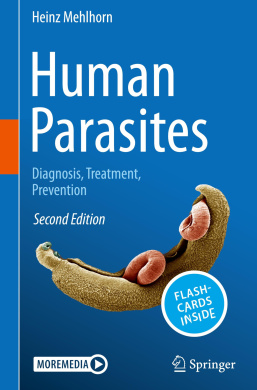 Heinz Mehlhorn
Human
Parasites
Diagnosis, Treatment,
Prevention
Second Edition
FLASH-
CARDS
INSIDE
MOREMEDIA
Springer